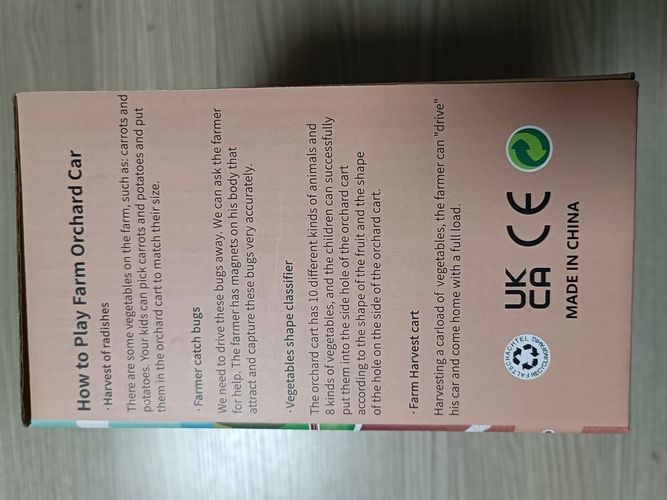 How to Play Farm Orchard Car
· Harvest of radishes
There are some vegetables on the farm, such as: carrots and
potatoes. Your kids can pick carrots and potatoes and put
them in the orchard cart to match their size.
· Farmer catch bugs
We need to drive these bugs away. We can ask the farmer
for help. The farmer has magnets on his body that
attract and capture these bugs very accurately.
· Vegetables shape classifier
The orchard cart has 10 different kinds of animals and
8 kinds of vegetables, and the children can successfully
put them into the side hole of the orchard cart
according to the shape of the fruit and the shape
of the hole on the side of the orchard cart.
· Farm Harvest cart
Harvesting a carload of vegetables, the farmer can "drive"
his car and come home with a full load.
UK
CA CE
MADE IN CHINA
FALTSCHACHTEL
RECYCLINGFÄHIG